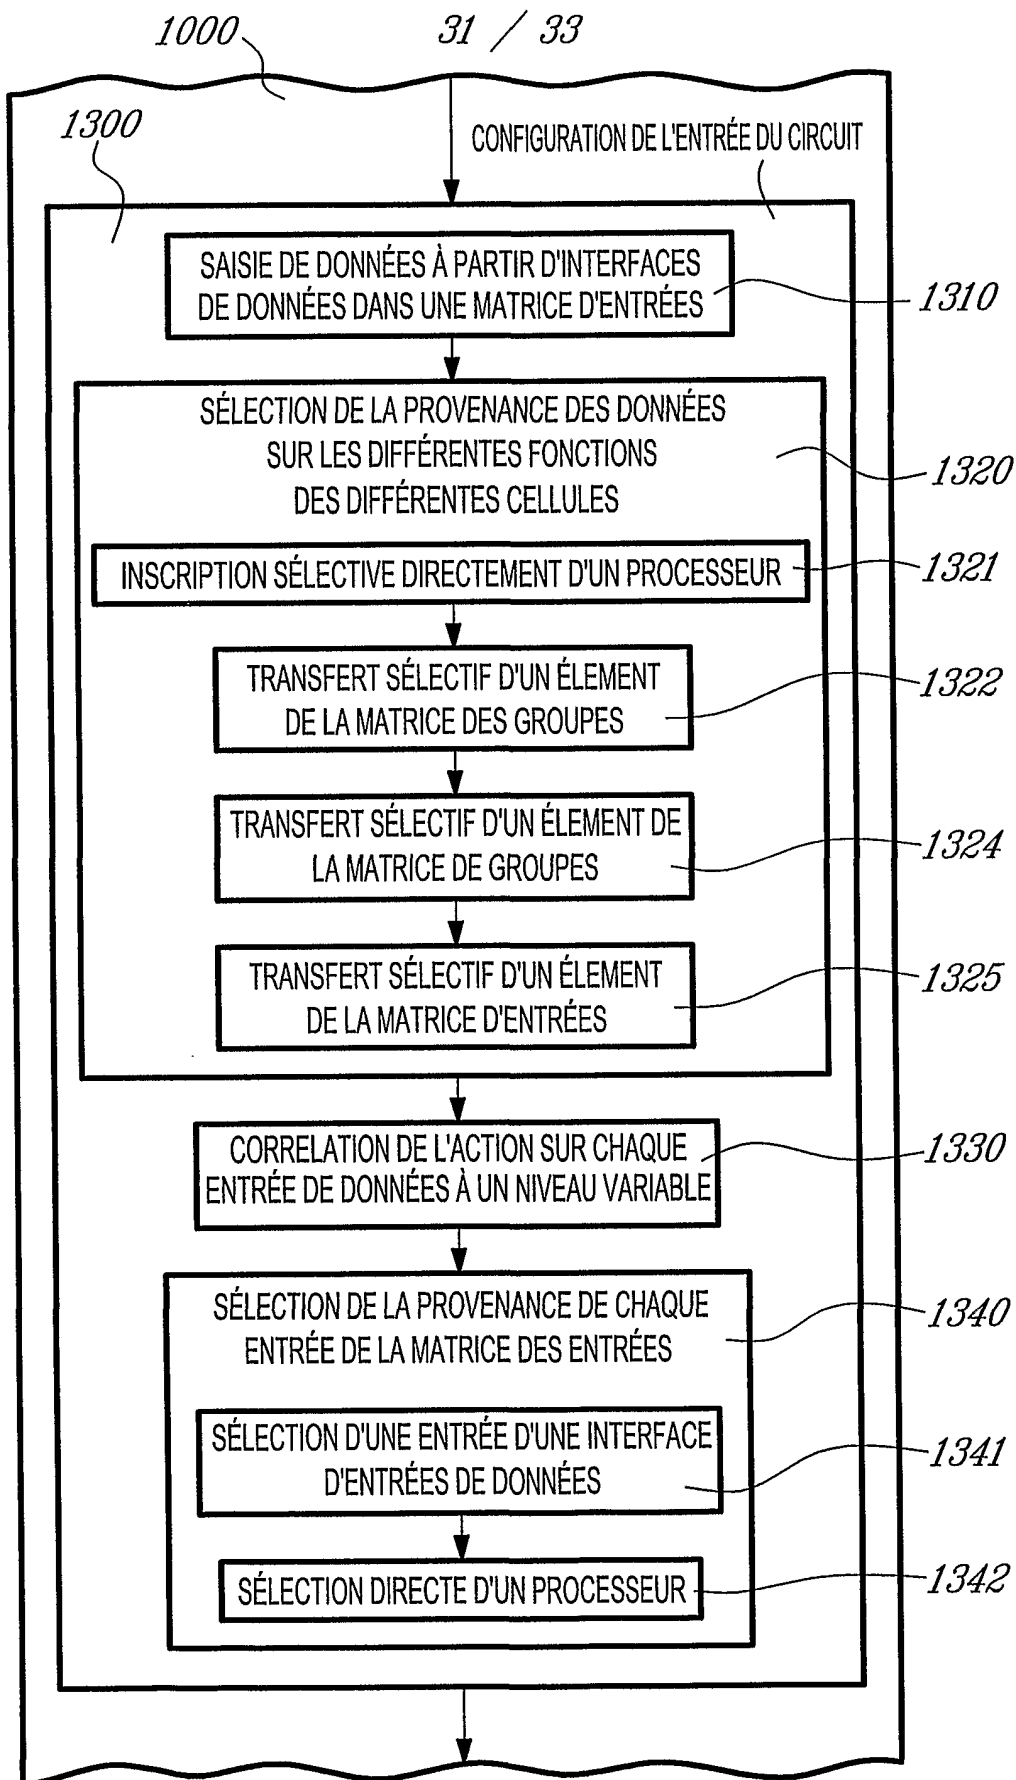 1000
31 / 33
1300
CONFIGURATION DE L'ENTRÉE DU CIRCUIT
SAISIE DE DONNÉES À PARTIR D'INTERFACES
DE DONNÉES DANS UNE MATRICE D'ENTRÉES
1310
SÉLECTION DE LA PROVENANCE DES DONNÉES
SUR LES DIFFÉRENTES FONCTIONS
DES DIFFÉRENTES CELLULES
1320
INSCRIPTION SÉLECTIVE DIRECTEMENT D'UN PROCESSEUR
1321
TRANSFERT SÉLECTIF D'UN ÉLEMENT
DE LA MATRICE DES GROUPES
1322
TRANSFERT SÉLECTIF D'UN ÉLEMENT DE
LA MATRICE DE GROUPES
1324
TRANSFERT SÉLECTIF D'UN ÉLEMENT
DE LA MATRICE D'ENTRÉES
1325
CORRELATION DE L'ACTION SUR CHAQUE
ENTRÉE DE DONNÉES À UN NIVEAU VARIABLE
1330
SÉLECTION DE LA PROVENANCE DE CHAQUE
ENTRÉE DE LA MATRICE DES ENTRÉES
1340
SÉLECTION D'UNE ENTRÉE D'UNE INTERFACE
D'ENTRÉES DE DONNÉES
1341
SÉLECTION DIRECTE D'UN PROCESSEUR
1342